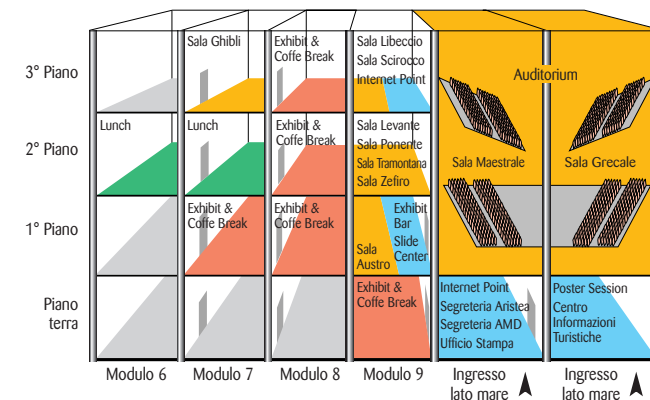 3° Piano
Sala Ghibli
Exhibit &
Coffe Break
Sala Libeccio
Sala Scirocco
Internet Point
Auditorium
2° Piano
Lunch
Lunch
Exhibit &
Coffe Break
Sala Levante
Sala Ponente
Sala Tramontana
Sala Zefiro
Sala Maestrale
Sala Grecale
1° Piano
Exhibit &
Coffe Break
Exhibit &
Coffe Break
Sala
Austro
Exhibit
Bar
Slide
Center
Piano
terra
Exhibit &
Coffe Break
Internet Point
Segreteria Aristea
Segreteria AMD
Ufficio Stampa
Poster Session
Centro
Informazioni
Turistiche
Modulo 6
Modulo 7
Modulo 8
Modulo 9
Ingresso
lato mare
Ingresso
lato mare